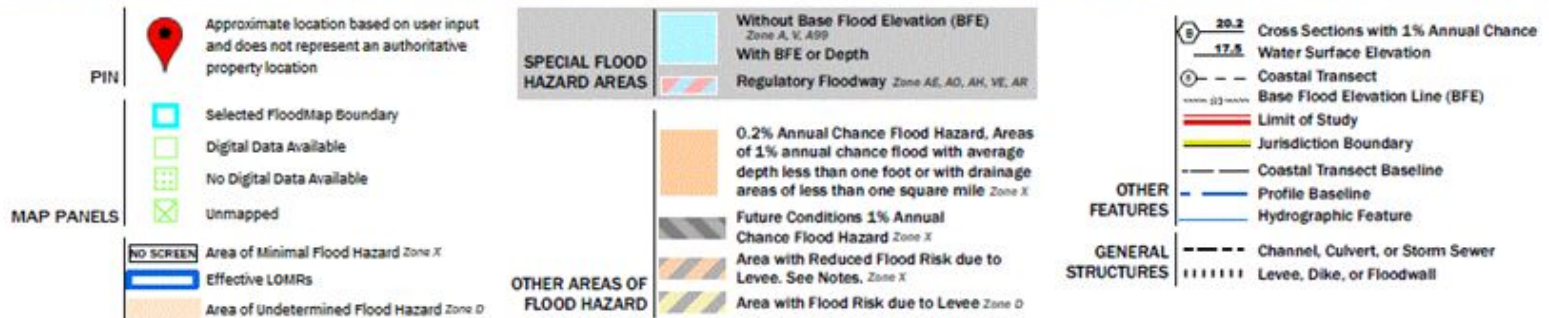 PIN
Approximate location based on user input
and does not represent an authoritative
property location
MAP PANELS
Selected FloodMap Boundary
Digital Data Available
No Digital Data Available
Unmapped
NO SCREEN Area of Minimal Flood Hazard Zone X
Effective LOMRs
Area of Undetermined Flood Hazard Zone D
SPECIAL FLOOD
HAZARD AREAS
Without Base Flood Elevation (BFE)
Zone A, V, A99
With BFE or Depth
Regulatory Floodway Zone AE, AO, AH, VE, AR
OTHER AREAS OF
FLOOD HAZARD
0.2% Annual Chance Flood Hazard, Areas
of 1% annual chance flood with average
depth less than one foot or with drainage
areas of less than one square mile Zone X
Future Conditions 1% Annual
Chance Flood Hazard Zone X
Area with Reduced Flood Risk due to
Levee. See Notes. Zone X
Area with Flood Risk due to Levee Zone D
OTHER
FEATURES
B 20.2 Cross Sections with 1% Annual Chance
17.5 Water Surface Elevation
Coastal Transect
Base Flood Elevation Line (BFE)
Limit of Study
Jurisdiction Boundary
Coastal Transect Baseline
Profile Baseline
Hydrographic Feature
GENERAL
STRUCTURES
Channel, Culvert, or Storm Sewer
Levee, Dike, or Floodwall